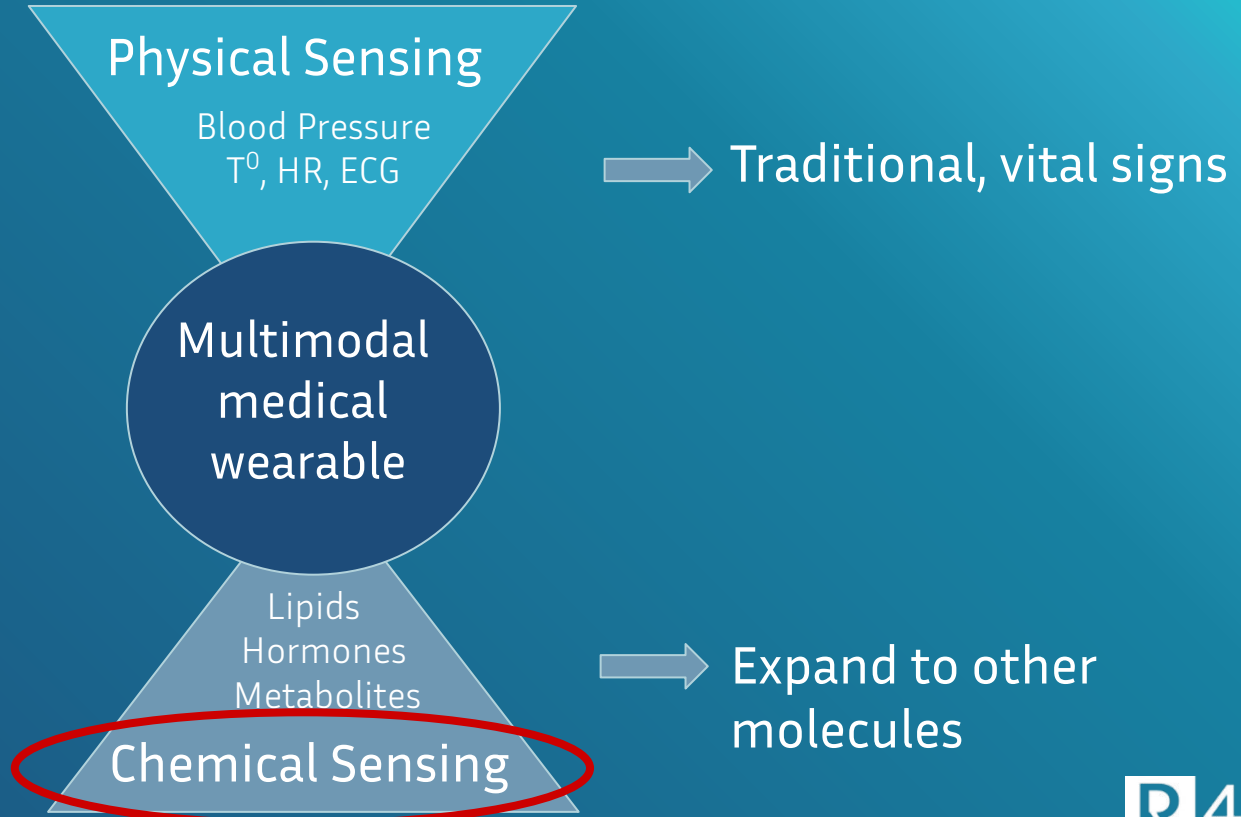 Physical Sensing
Blood Pressure
T⁰, HR, ECG
Traditional, vital signs
Multimodal
medical
wearable
Lipids
Hormones
Metabolites
Chemical Sensing
Expand to other
molecules